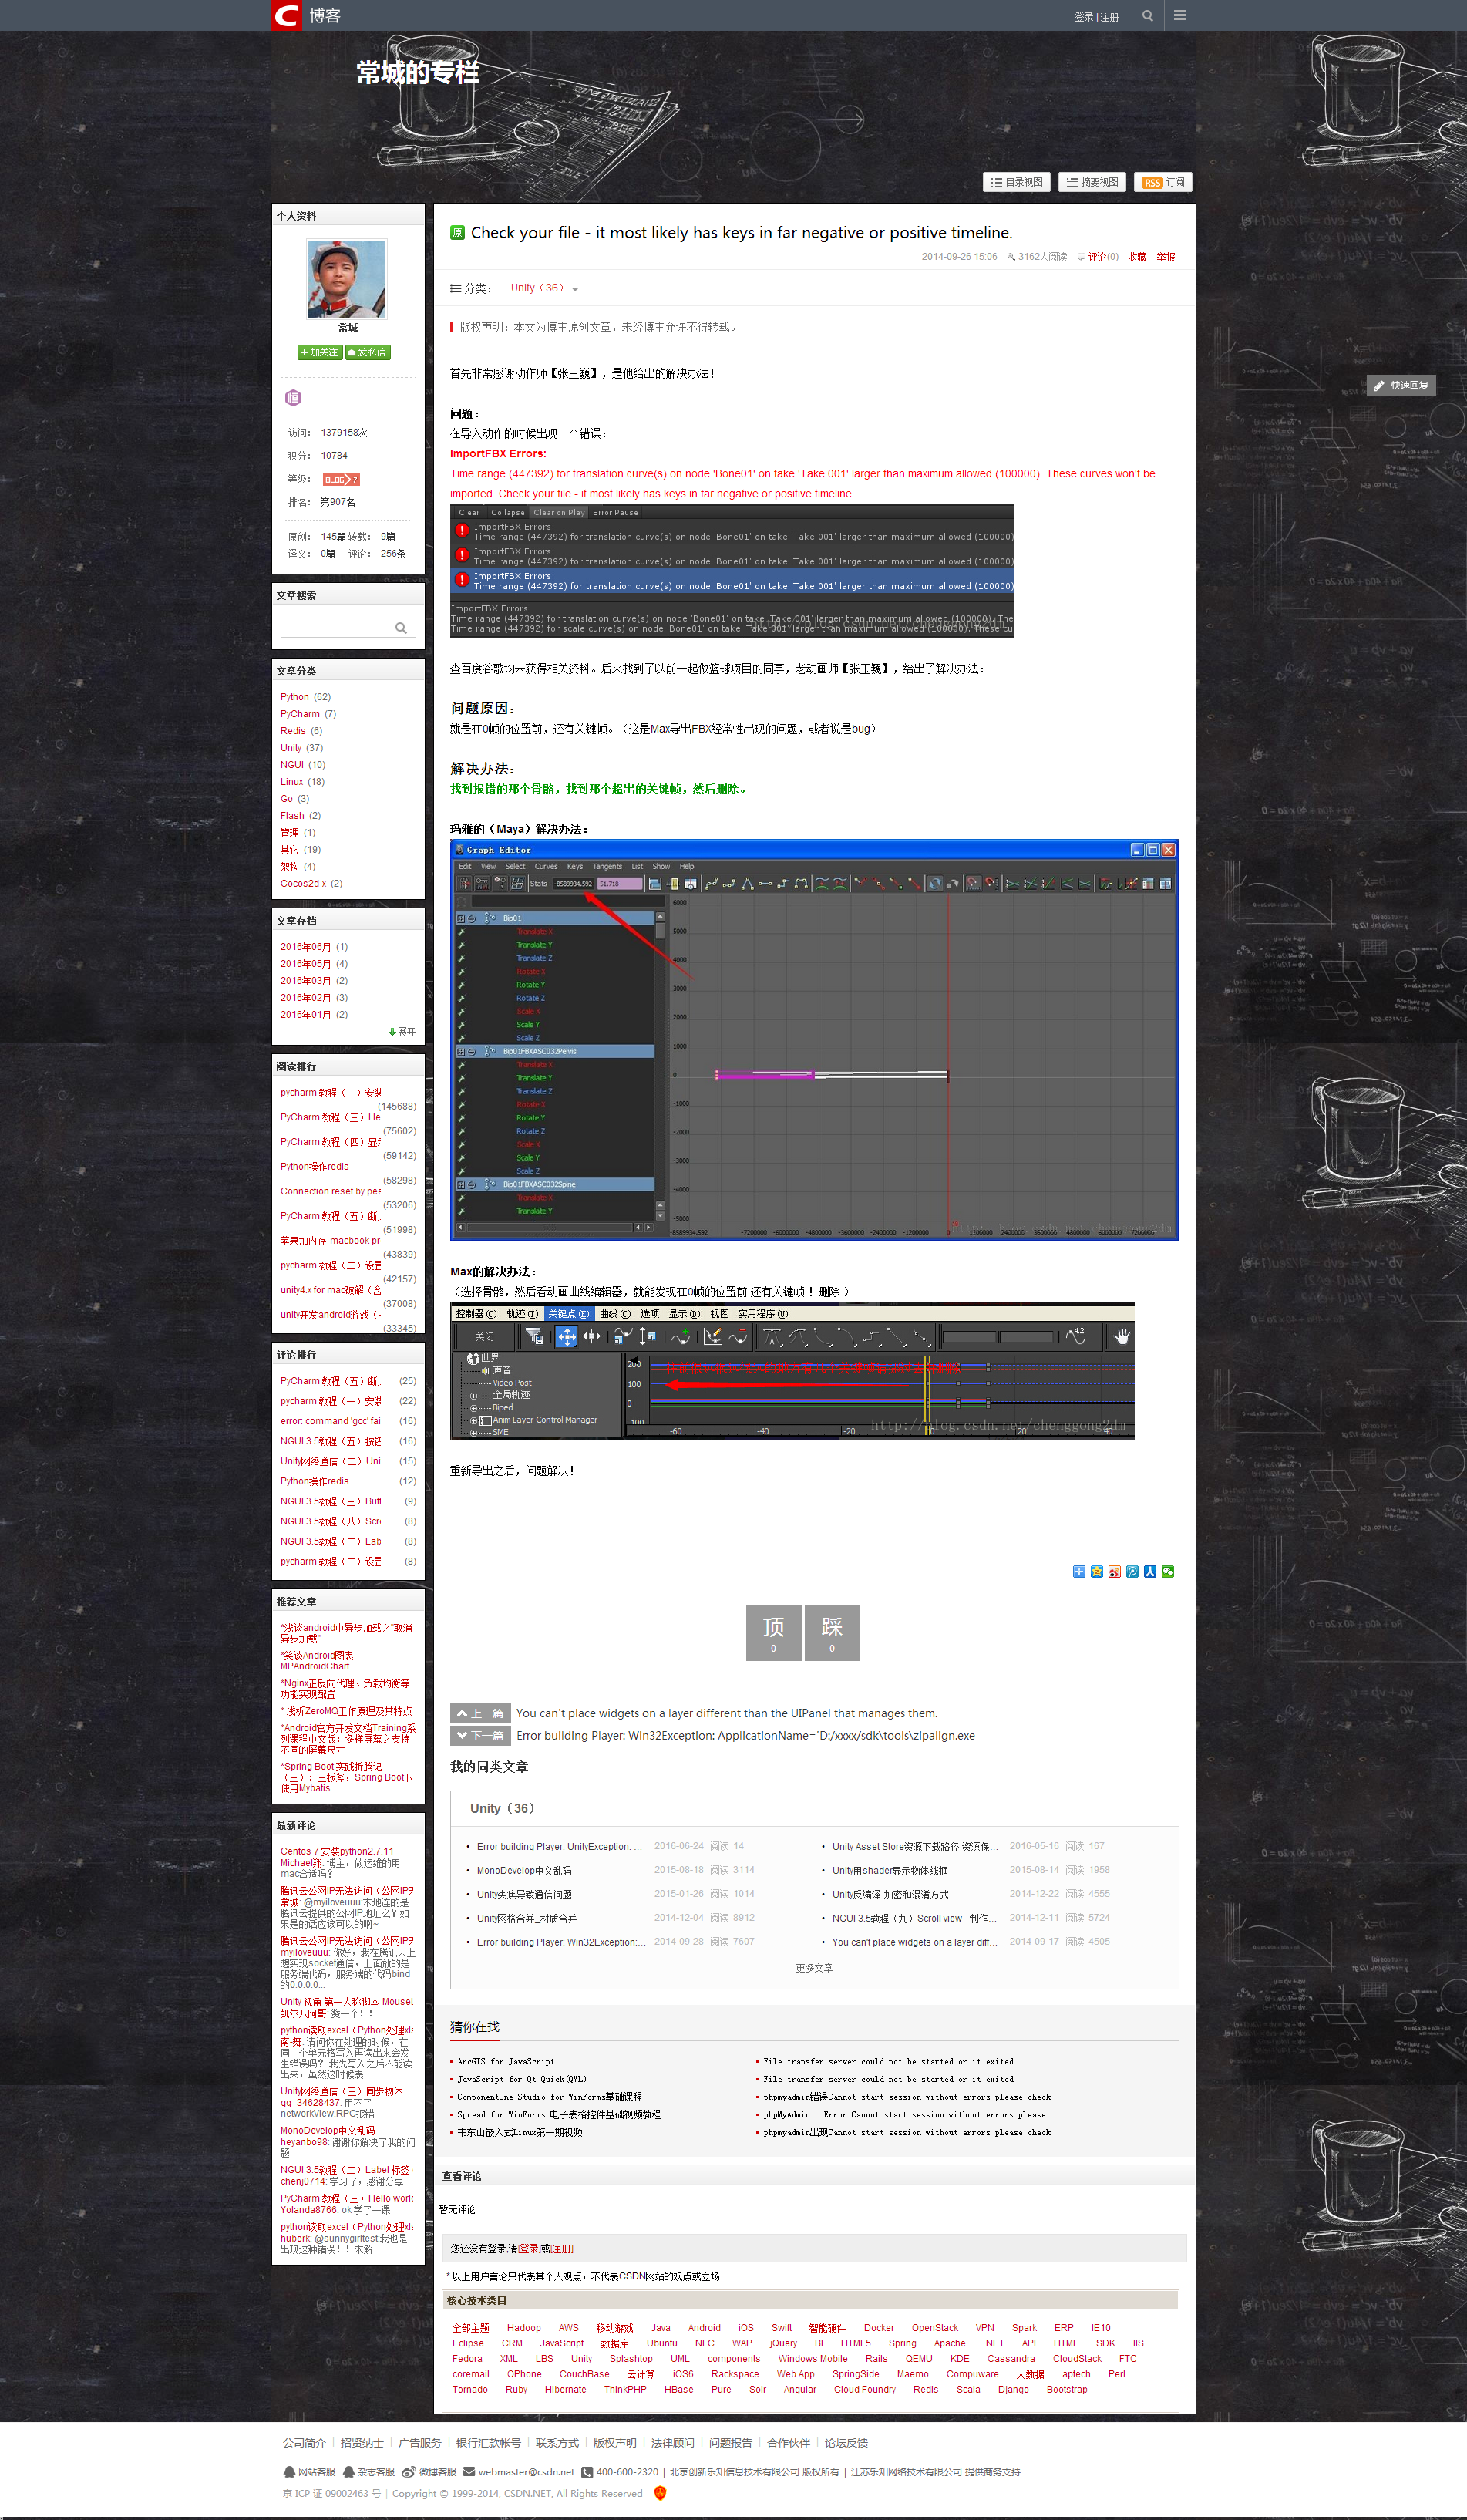 博客
登录 | 注册
常城的专栏
目录视图
摘要视图
RSS 订阅
个人资料
常城
加关注
发私信
访问： 1379158次
积分： 10784
等级： BLOG 7
排名： 第907名
原创： 145篇 转载： 9篇
译文： 0篇 评论： 256条
文章搜索
文章分类
Python (62)
PyCharm (7)
Redis (6)
Unity (37)
NGUI (10)
Linux (18)
Go (3)
Flash (2)
管理 (1)
其它 (19)
架构 (4)
Cocos2d-x (2)
文章存档
2016年06月 (1)
2016年05月 (4)
2016年03月 (2)
2016年02月 (3)
2016年01月 (2)
展开
阅读排行
pycharm 教程（一）安装
(145688)
PyCharm 教程（三）He
(75602)
PyCharm 教程（四）显示
(59142)
Python操作redis
(58298)
Connection reset by pee
(53206)
PyCharm 教程（五）断点
(51998)
苹果加内存-macbook pr
(43839)
pycharm 教程（二）设置
(42157)
unity4.x for mac破解（含
(37008)
unity开发android游戏（一
(33345)
评论排行
PyCharm 教程（五）断点 (25)
pycharm 教程（一）安装 (22)
error: command 'gcc' fai (16)
NGUI 3.5教程（五）按钮 (16)
Unity网络通信（二）Uni (15)
Python操作redis (12)
NGUI 3.5教程（三）Butt (9)
NGUI 3.5教程（八）Scro (8)
NGUI 3.5教程（二）Lab (8)
pycharm 教程（二）设置 (8)
推荐文章
*浅谈android中异步加载之"取消
异步加载"二
*笑谈Android图表------
MPAndroidChart
*Nginx正反向代理、负载均衡等
功能实现配置
* 浅析ZeroMQ工作原理及其特点
*Android官方开发文档Training系
列课程中文版：多样屏幕之支持
不同的屏幕尺寸
*Spring Boot 实践折腾记
（三）：三板斧，Spring Boot下
使用Mybatis
最新评论
Centos 7 安装python2.7.11
Michael翔: 博主，做运维的用
mac合适吗？
腾讯云公网IP无法访问（公网IP无
常城: @myiloveuuu:本地连的是
腾讯云提供的公网IP地址么？如
果是的话应该可以的啊~
腾讯云公网IP无法访问（公网IP无
myiloveuuu: 你好，我在腾讯云上
想实现socket通信，上面放的是
服务端代码，服务端的代码bind
的0.0.0.0...
Unity 视角 第一人称脚本 MouseL
凯尔八阿哥: 赞一个！！
python读取excel（Python处理xls
南-舞: 请问你在处理的时候，在
同一个单元格写入再读出来会发
生错误吗？ 我先写入之后不能读
出来，虽然这时候表...
Unity网络通信（三）同步物体
qq_34628437: 用不了
networkView.RPC报错
MonoDevelop中文乱码
heyanbo98: 谢谢你解决了我的问
题
NGUI 3.5教程（二）Label 标签
chenj0714: 学习了，感谢分享
PyCharm 教程（三）Hello world
Yolanda8766: ok 学了一课
python读取excel（Python处理xls
huberk: @sunnygirltest:我也是
出现这种错误！！求解
原 Check your file - it most likely has keys in far negative or positive timeline.
2014-09-26 15:06 3162人阅读 评论(0) 收藏 举报
分类： Unity（36）
版权声明：本文为博主原创文章，未经博主允许不得转载。
快速回复
首先非常感谢动作师【张玉巍】，是他给出的解决办法！
问题：
在导入动作的时候出现一个错误：
ImportFBX Errors:
Time range (447392) for translation curve(s) on node 'Bone01' on take 'Take 001' larger than maximum allowed (100000). These curves won't be
imported. Check your file - it most likely has keys in far negative or positive timeline.
Clear Collapse Clear on Play Error Pause
ImportFBX Errors:
Time range (447392) for translation curve(s) on node 'Bone01' on take 'Take 001' larger than maximum allowed (100000)
ImportFBX Errors:
Time range (447392) for translation curve(s) on node 'Bone01' on take 'Take 001' larger than maximum allowed (100000)
ImportFBX Errors:
Time range (447392) for translation curve(s) on node 'Bone01' on take 'Take 001' larger than maximum allowed (100000)
ImportFBX Errors:
Time range (447392) for translation curve(s) on node 'Bone01' on take 'Take 001' larger than maximum allowed (100000). The
Time range (447392) for scale curve(s) on node 'Bone01' on take 'Take 001' larger than maximum allowed (100000). These cu
查百度谷歌均未获得相关资料。后来找到了以前一起做篮球项目的同事，老动画师【张玉巍】，给出了解决办法：
问题原因：
就是在0帧的位置前，还有关键帧。（这是Max导出FBX经常性出现的问题，或者说是bug）
解决办法：
找到报错的那个骨骼，找到那个超出的关键帧，然后删除。
玛雅的（Maya）解决办法：
Graph Editor
Edit View Select Curves Keys Tangents List Show Help
Stats -8589934.592 51.718
Bip01
Translate X
Translate Y
Translate Z
Rotate X
Rotate Y
Rotate Z
Scale X
Scale Y
Scale Z
Bip01FBXASC032Pelvis
Translate X
Translate Y
Translate Z
Rotate X
Rotate Y
Rotate Z
Scale X
Scale Y
Scale Z
Bip01FBXASC032Spine
Translate X
Translate Y
6000
5000
3000
2000
1000
0
-1000
-2000
-3000
-4000
-5000
-8589934.592 -7200000 -6000000 -4800000 -3600000 -2400000 -1200000 0 1200000 2400000 3600000 4800000 6000000 7200000
Max的解决办法：
（选择骨骼，然后看动画曲线编辑器，就能发现在0帧的位置前 还有关键帧 ！ 删除 ）
控制器(C) 轨迹(T) 关键点(K) 曲线(C) 选项 显示(D) 视图 实用程序(U)
关闭
世界
声音
Video Post
全局轨迹
Biped
Anim Layer Control Manager
SME
200
100
0
-100
-60 -40 -20 0 20 40
http://blog.csdn.net/chenggong2dm
重新导出之后，问题解决！
顶
0
踩
0
上一篇 You can't place widgets on a layer different than the UIPanel that manages them.
下一篇 Error building Player: Win32Exception: ApplicationName='D:/xxxx/sdk\tools\zipalign.exe
我的同类文章
Unity（36）
Error building Player: UnityException: ... 2016-06-24 阅读 14
Unity Asset Store资源下载路径 资源保... 2016-05-16 阅读 167
MonoDevelop中文乱码 2015-08-18 阅读 3114
Unity用shader显示物体线框 2015-08-14 阅读 1958
Unity失焦导致通信问题 2015-01-26 阅读 1014
Unity反编译-加密和混淆方式 2014-12-22 阅读 4555
Unity网格合并_材质合并 2014-12-04 阅读 8912
NGUI 3.5教程（九）Scroll view - 制作... 2014-12-11 阅读 5724
Error building Player: Win32Exception:... 2014-09-28 阅读 7607
You can't place widgets on a layer diff... 2014-09-17 阅读 4505
更多文章
猜你在找
ArcGIS for JavaScript
File transfer server could not be started or it exited
JavaScript for Qt Quick(QML)
File transfer server could not be started or it exited
ComponentOne Studio for WinForms基础课程
phpmyadmin错误Cannot start session without errors please check
Spread for WinForms 电子表格控件基础视频教程
phpMyAdmin - Error Cannot start session without errors please
韦东山嵌入式Linux第一期视频
phpmyadmin出现Cannot start session without errors please check
查看评论
暂无评论
您还没有登录,请[登录]或[注册]
* 以上用户言论只代表其个人观点，不代表CSDN网站的观点或立场
核心技术类目
全部主题 Hadoop AWS 移动游戏 Java Android iOS Swift 智能硬件 Docker OpenStack VPN Spark ERP IE10
Eclipse CRM JavaScript 数据库 Ubuntu NFC WAP jQuery BI HTML5 Spring Apache .NET API HTML SDK IIS
Fedora XML LBS Unity Splashtop UML components Windows Mobile Rails QEMU KDE Cassandra CloudStack FTC
coremail OPhone CouchBase 云计算 iOS6 Rackspace Web App SpringSide Maemo Compuware 大数据 aptech Perl
Tornado Ruby Hibernate ThinkPHP HBase Pure Solr Angular Cloud Foundry Redis Scala Django Bootstrap
公司简介 | 招贤纳士 | 广告服务 | 银行汇款帐号 | 联系方式 | 版权声明 | 法律顾问 | 问题报告 | 合作伙伴 | 论坛反馈
网站客服 杂志客服 微博客服 webmaster@csdn.net 400-600-2320 | 北京创新乐知信息技术有限公司 版权所有 | 江苏乐知网络技术有限公司 提供商务支持
京 ICP 证 09002463 号 | Copyright © 1999-2014, CSDN.NET, All Rights Reserved